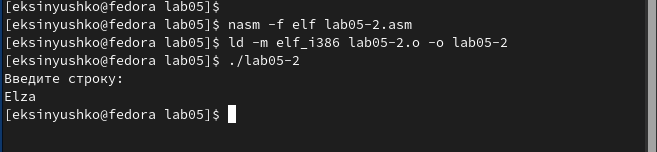 [eksinyushko@fedora lab05]$
[eksinyushko@fedora lab05]$ nasm -f elf lab05-2.asm
[eksinyushko@fedora lab05]$ ld -m elf_i386 lab05-2.o -o lab05-2
[eksinyushko@fedora lab05]$ ./lab05-2
Введите строку:
Elza
[eksinyushko@fedora lab05]$